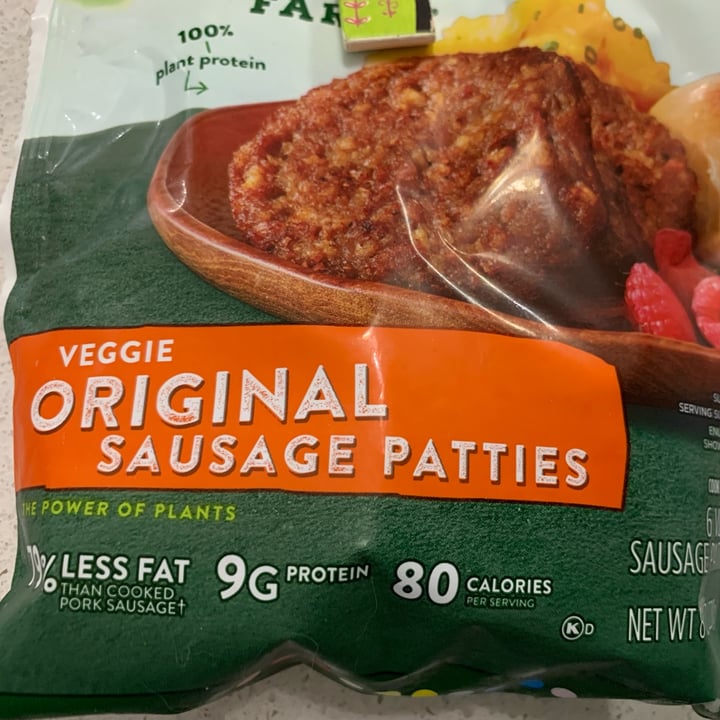 100%
plant protein
VEGGIE
ORIGINAL
SAUSAGE PATTIES
THE POWER OF PLANTS
LESS FAT
THAN COOKED
PORK SAUSAGE†
9G PROTEIN
80 CALORIES
PER SERVING
K D
SERVING
SAUSAGE
NET WT